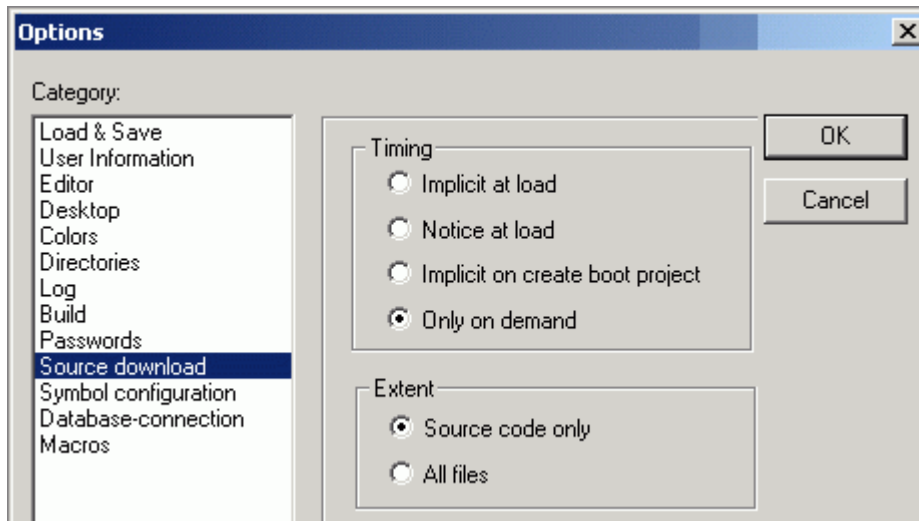 Options
Category:
Load & Save
User Information
Editor
Desktop
Colors
Directories
Log
Build
Passwords
Source download
Symbol configuration
Database-connection
Macros
Timing
Implicit at load
Notice at load
Implicit on create boot project
Only on demand
Extent
Source code only
All files
OK
Cancel